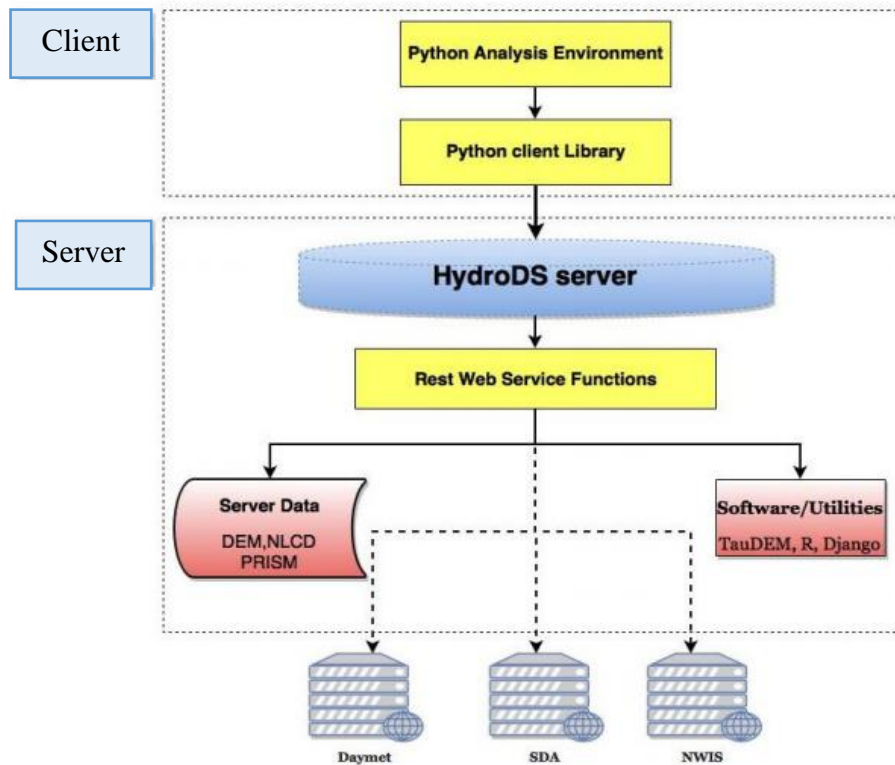 Client
Python Analysis Environment
Python client Library
Server
HydroDS server
Rest Web Service Functions
Server Data
DEM,NLCD
PRISM
Software/Utilities
TauDEM, R, Django
Daymet
SDA
NWIS